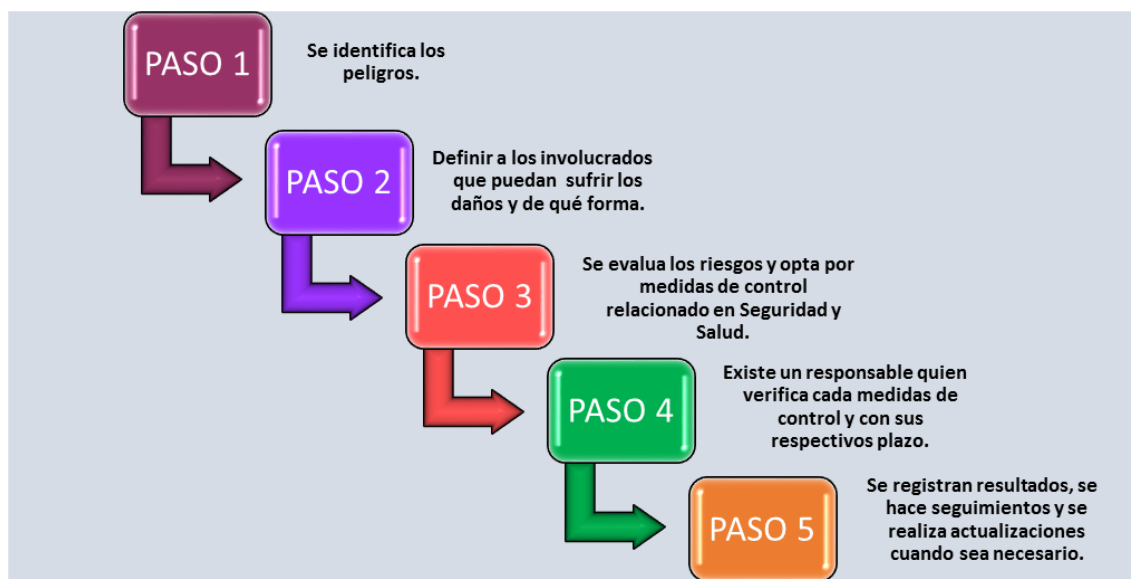 PASO 1
Se identifica los
peligros.
PASO 2
Definir a los involucrados
que puedan sufrir los
daños y de qué forma.
PASO 3
Se evalua los riesgos y opta por
medidas de control
relacionado en Seguridad y
Salud.
PASO 4
Existe un responsable quien
verifica cada medidas de
control y con sus
respectivos plazo.
PASO 5
Se registran resultados, se
hace seguimientos y se
realiza actualizaciones
cuando sea necesario.